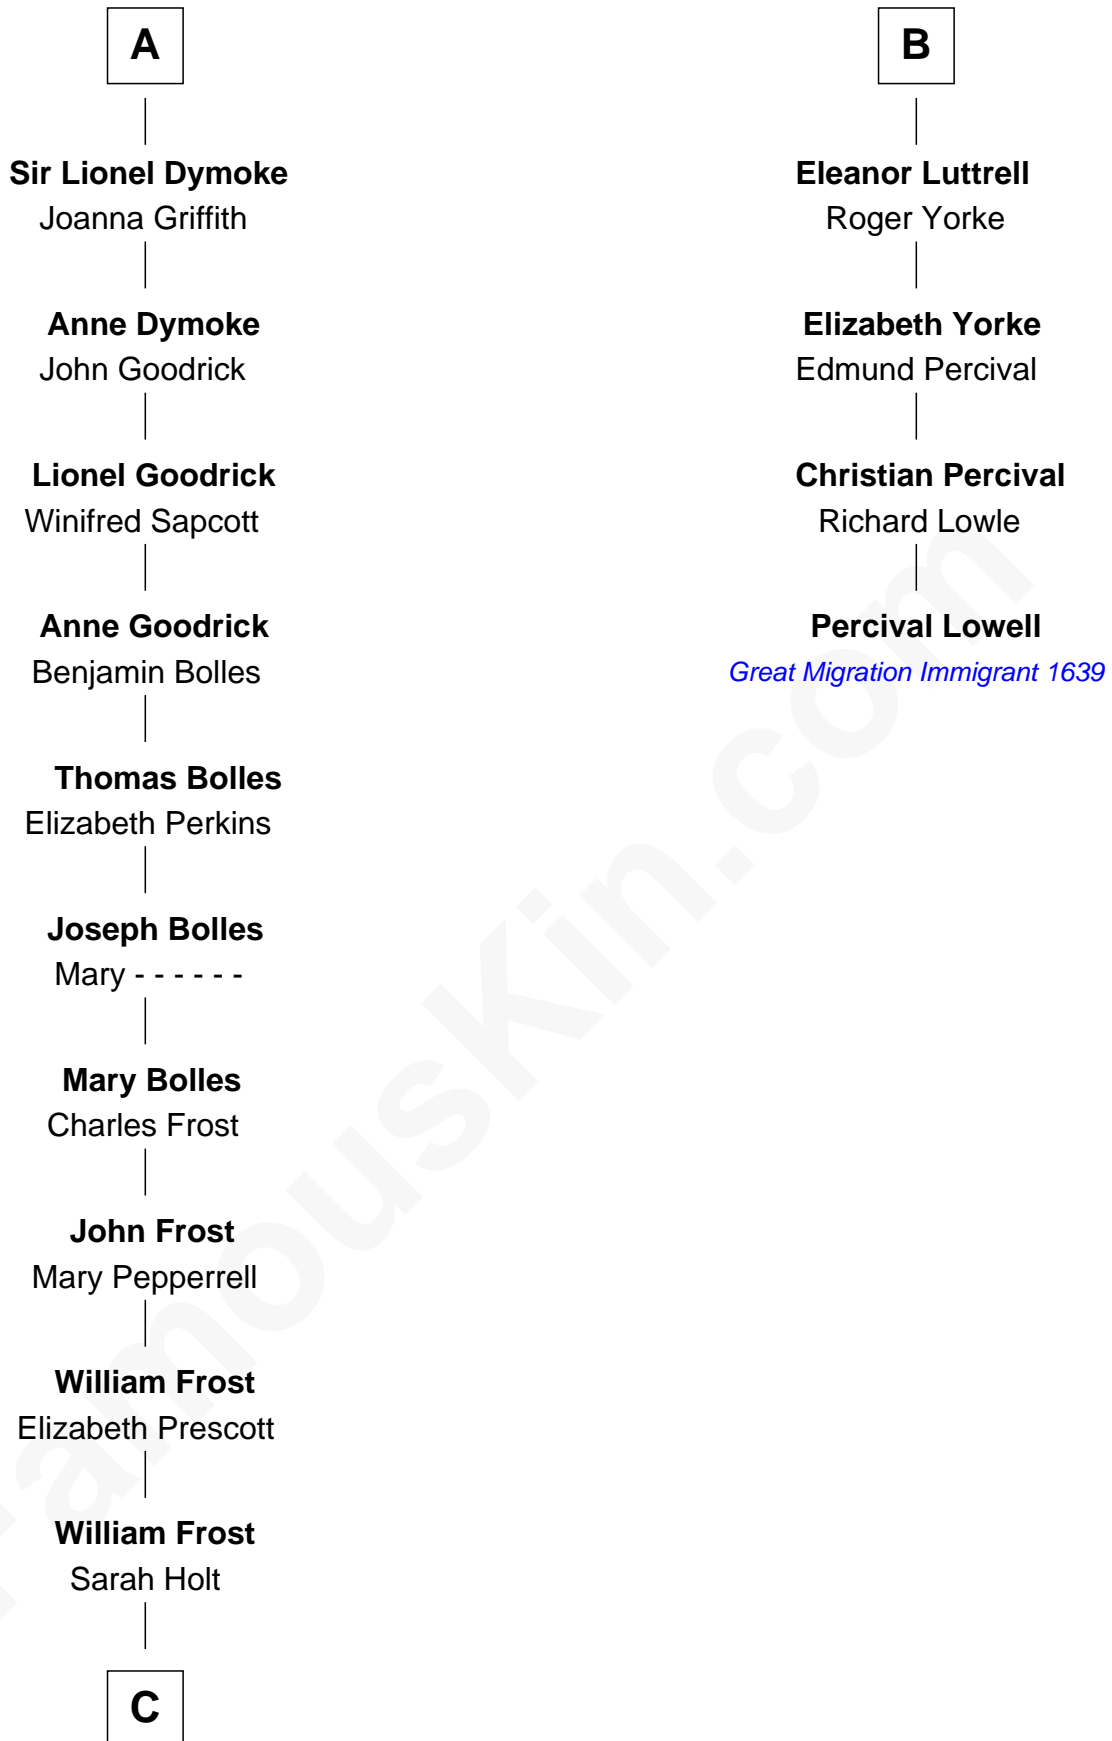 A
Sir Lionel Dymoke
Joanna Griffith
Anne Dymoke
John Goodrick
Lionel Goodrick
Winifred Sapcott
Anne Goodrick
Benjamin Bolles
Thomas Bolles
Elizabeth Perkins
Joseph Bolles
Mary - - - - - -
Mary Bolles
Charles Frost
John Frost
Mary Pepperrell
William Frost
Elizabeth Prescott
William Frost
Sarah Holt
C
B
Eleanor Luttrell
Roger Yorke
Elizabeth Yorke
Edmund Percival
Christian Percival
Richard Lowle
Percival Lowell
Great Migration Immigrant 1639
FamousKin.com